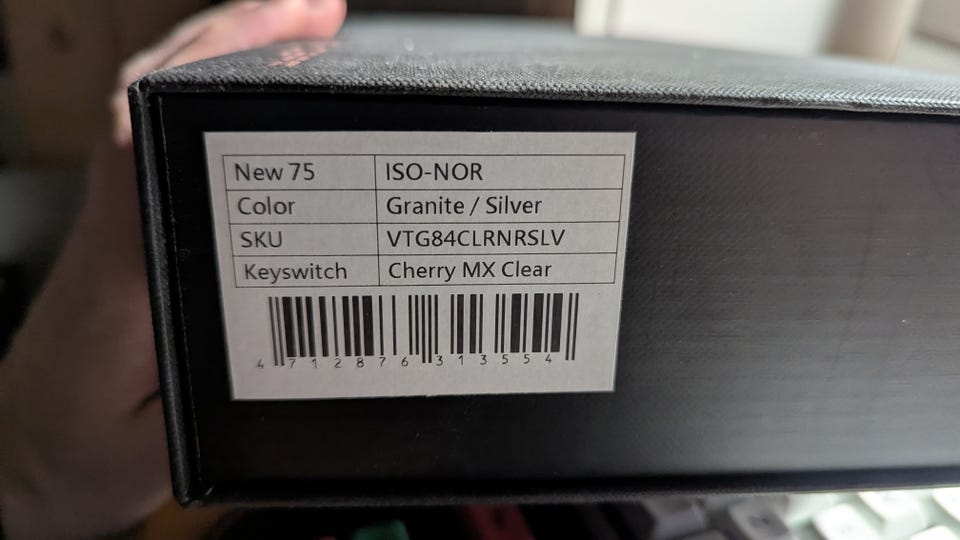 New 75 ISO-NOR
Color Granite / Silver
SKU VTG84CLRNRSLV
Keyswitch Cherry MX Clear
4 712876 313554